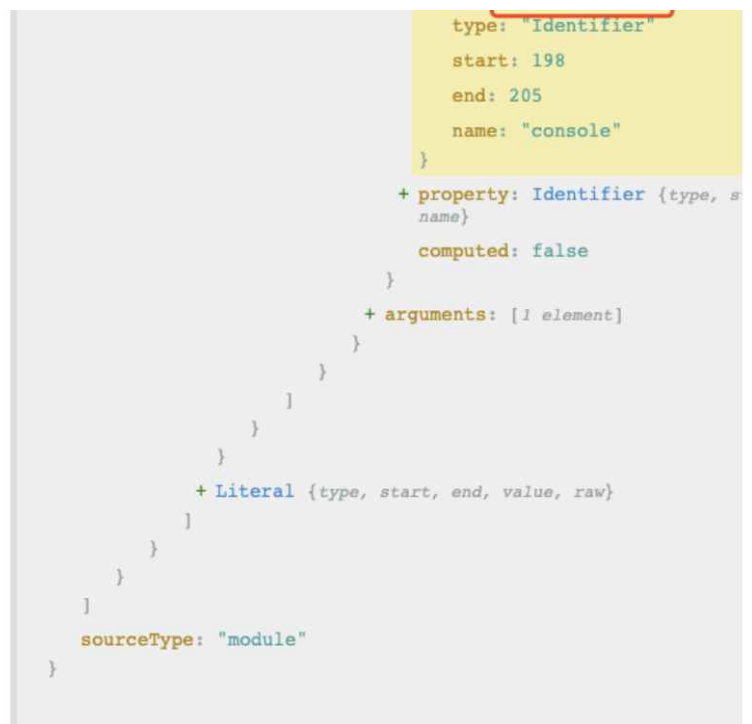 type: "Identifier"
start: 198
end: 205
name: "console"
}
+ property: Identifier {type, s
name}
computed: false
}
+ arguments: [1 element]
}
}
]
}
}
+ Literal {type, start, end, value, raw}
]
}
}
]
sourceType: "module"
}